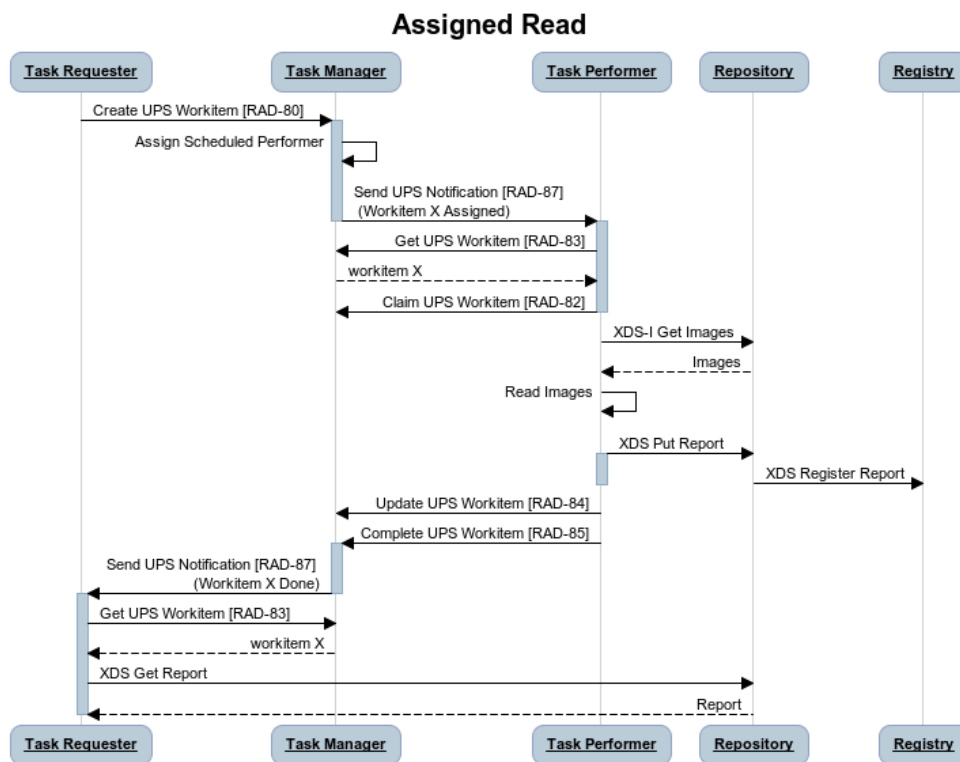 Assigned Read
Task Requester
Task Manager
Task Performer
Repository
Registry
Create UPS Workitem [RAD-80]
Assign Scheduled Performer
Send UPS Notification [RAD-87]
(Workitem X Assigned)
Get UPS Workitem [RAD-83]
workitem X
Claim UPS Workitem [RAD-82]
XDS-I Get Images
Images
Read Images
XDS Put Report
XDS Register Report
Update UPS Workitem [RAD-84]
Complete UPS Workitem [RAD-85]
Send UPS Notification [RAD-87]
(Workitem X Done)
Get UPS Workitem [RAD-83]
workitem X
XDS Get Report
Report
Task Requester
Task Manager
Task Performer
Repository
Registry